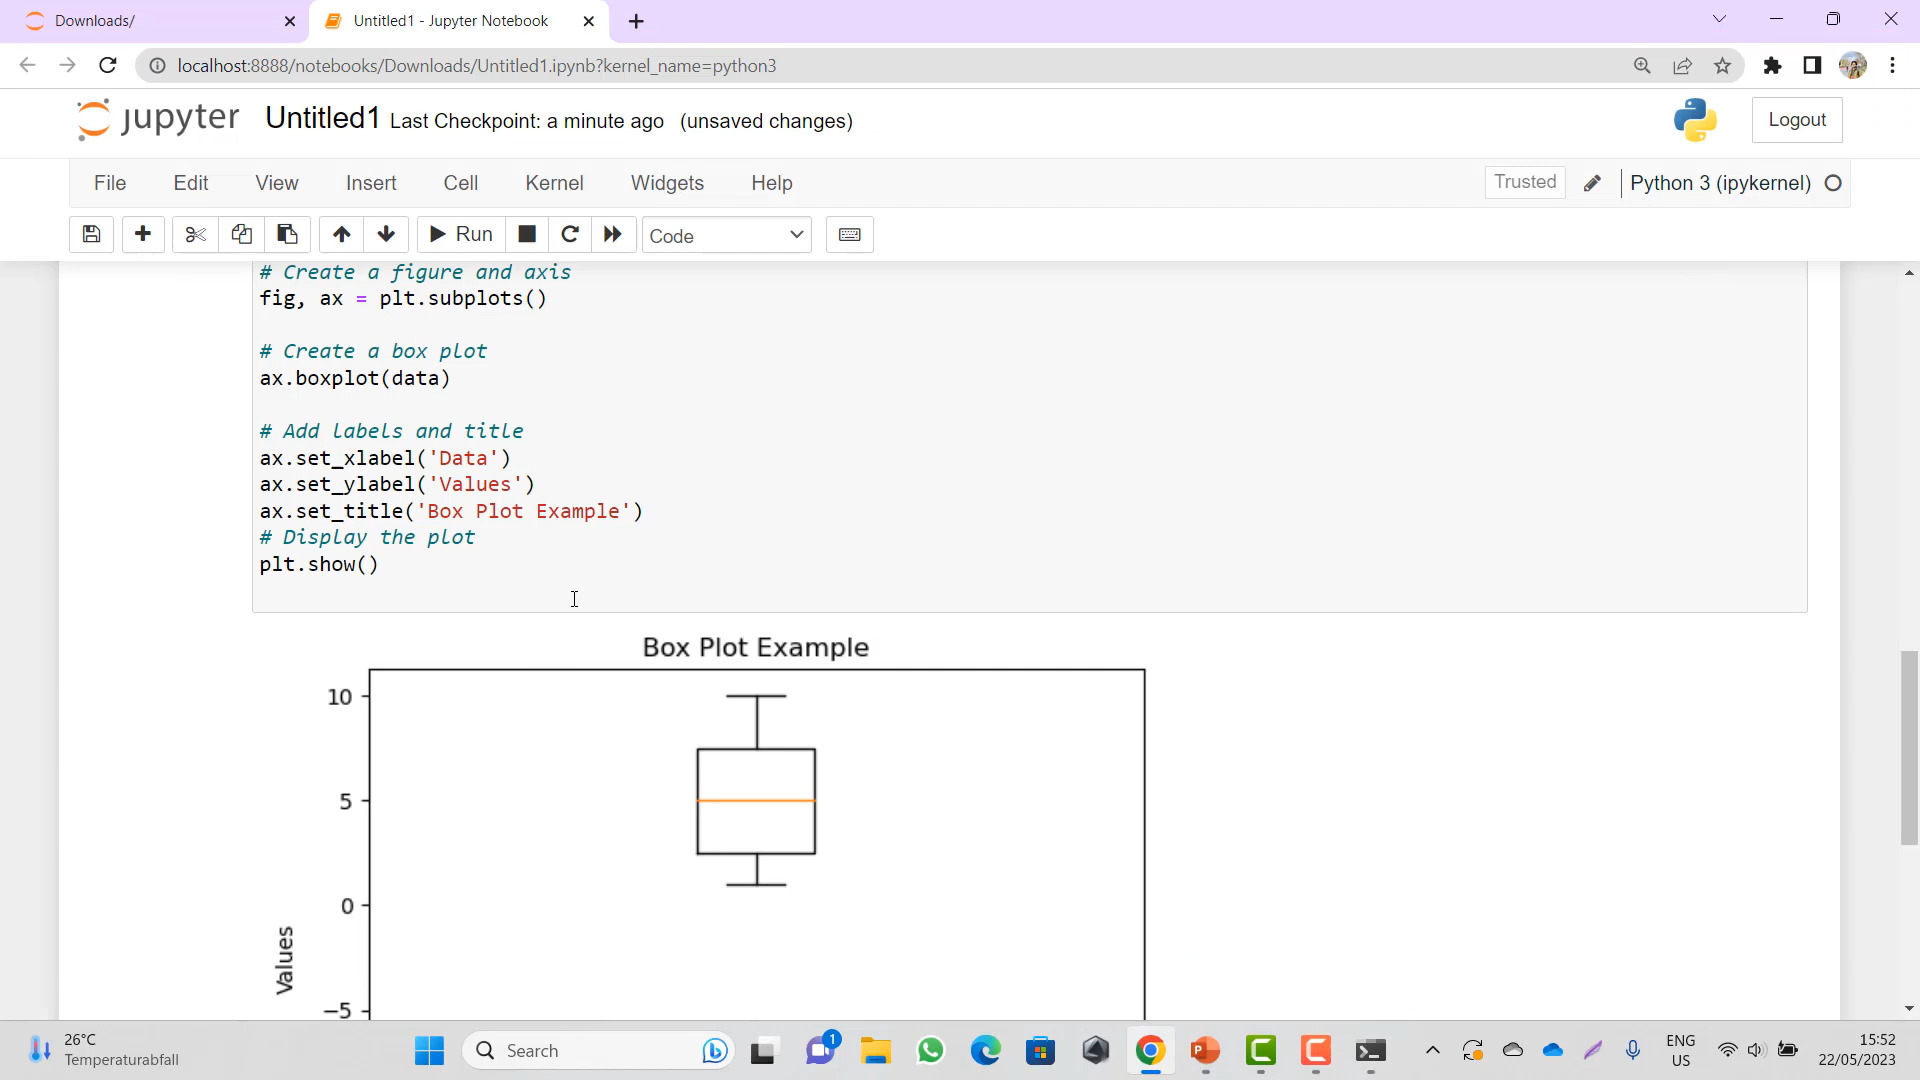 Downloads/
Untitled1 - Jupyter Notebook
localhost:8888/notebooks/Downloads/Untitled1.ipynb?kernel_name=python3
jupyter Untitled1 Last Checkpoint: a minute ago (unsaved changes)
Logout
File Edit View Insert Cell Kernel Widgets Help
Trusted
Python 3 (ipykernel)
Run
Code
# Create a figure and axis
fig, ax = plt.subplots()
# Create a box plot
ax.boxplot(data)
# Add labels and title
ax.set_xlabel('Data')
ax.set_ylabel('Values')
ax.set_title('Box Plot Example')
# Display the plot
plt.show()
Box Plot Example
10
5
0
−5
Values
26°C
Temperaturabfall
Search
1
ENG
US
15:52
22/05/2023